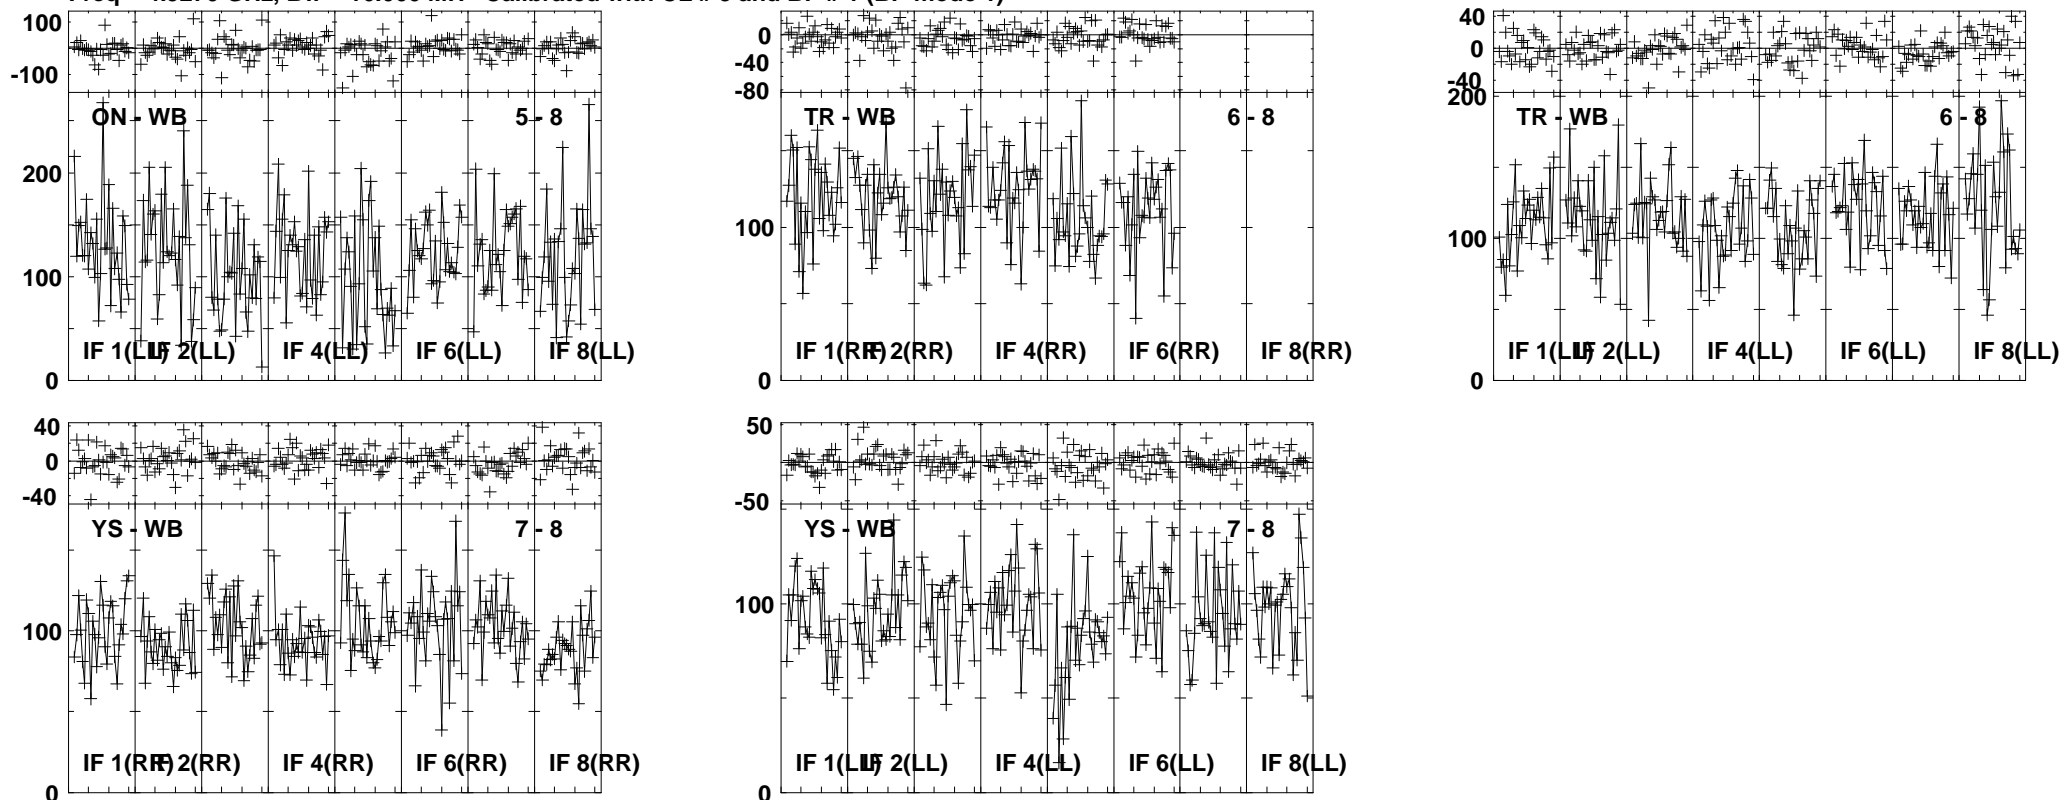 100
-100
ON - WB 5 - 8
200
100
0
IF 1(LL) IF 2(LL) IF 4(LL) IF 6(LL) IF 8(LL)
0
-40
-80
TR - WB 6 - 8
100
0
IF 1(RR) IF 2(RR) IF 4(RR) IF 6(RR) IF 8(RR)
40
0
-40
200
TR - WB 6 - 8
100
0
IF 1(LL) IF 2(LL) IF 4(LL) IF 6(LL) IF 8(LL)
40
0
-40
YS - WB 7 - 8
100
0
IF 1(RR) IF 2(RR) IF 4(RR) IF 6(RR) IF 8(RR)
50
-50
YS - WB 7 - 8
100
0
IF 1(LL) IF 2(LL) IF 4(LL) IF 6(LL) IF 8(LL)